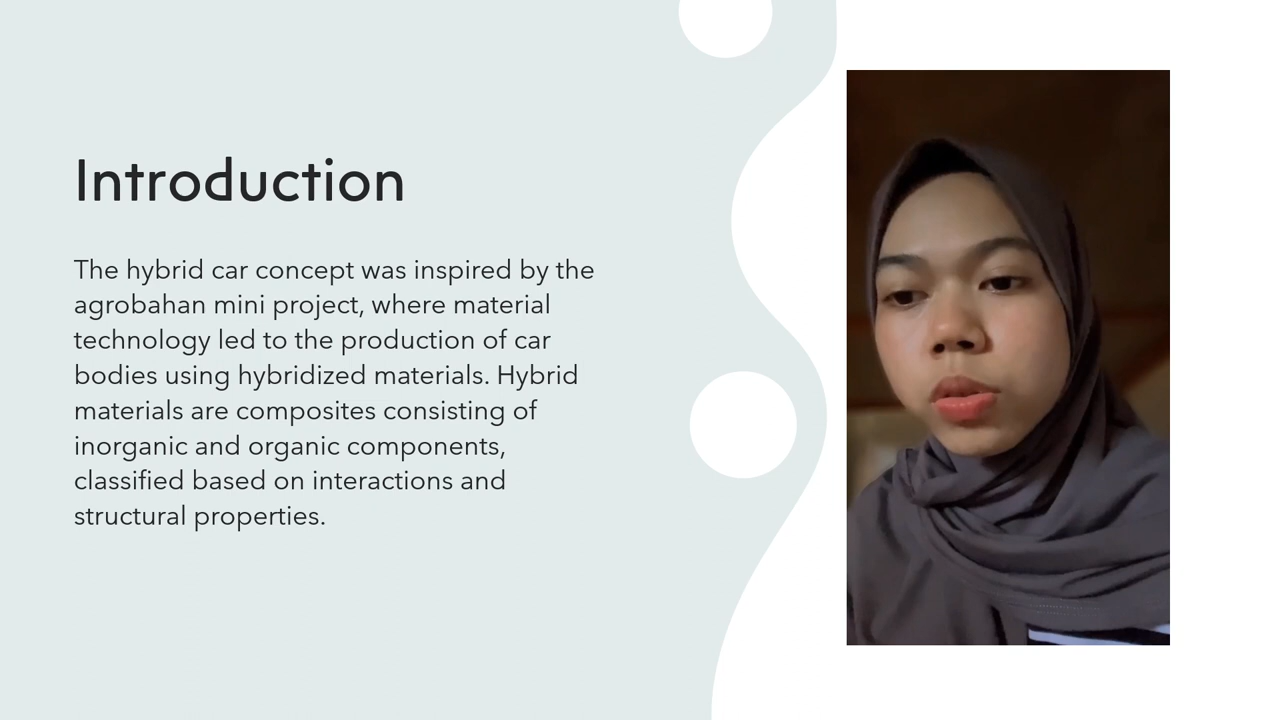 Introduction
The hybrid car concept was inspired by the
agrobahan mini project, where material
technology led to the production of car
bodies using hybridized materials. Hybrid
materials are composites consisting of
inorganic and organic components,
classified based on interactions and
structural properties.